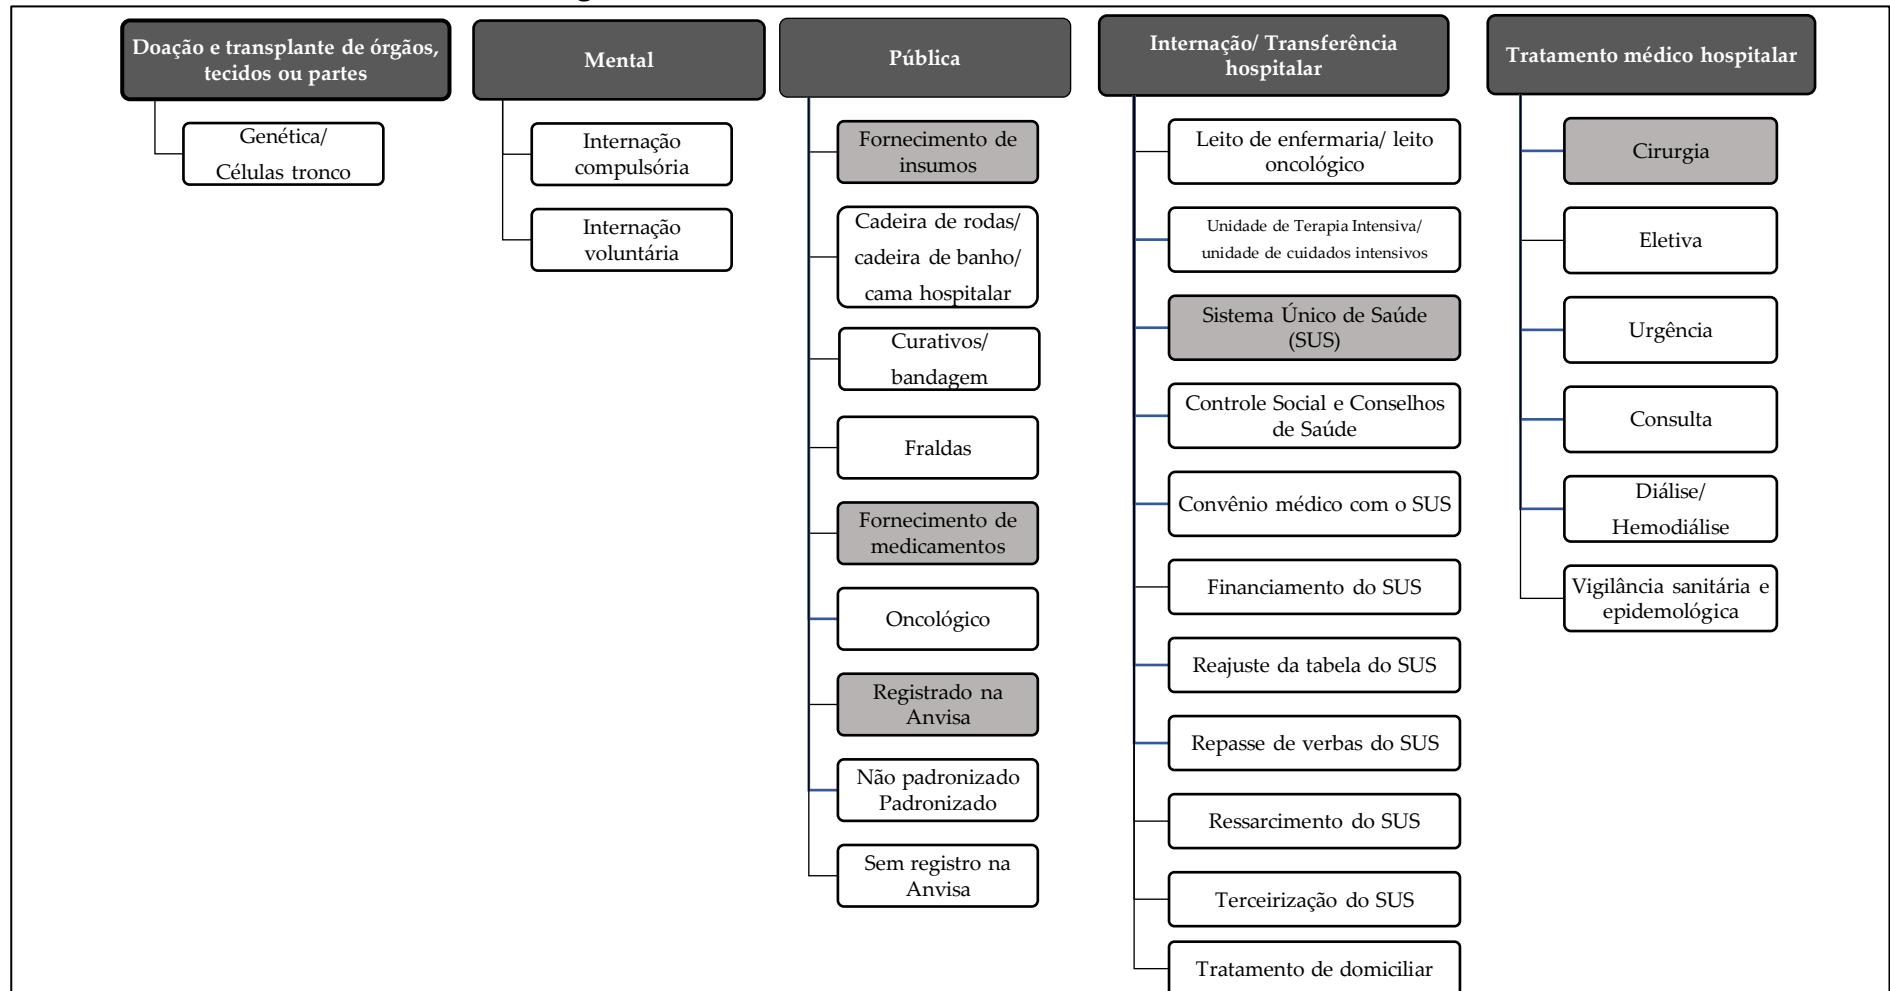 Doação e transplante de órgãos,
tecidos ou partes
Genética/
Células tronco
Mental
Internação
compulsória
Internação
voluntária
Pública
Fornecimento de
insumos
Cadeira de rodas/
cadeira de banho/
cama hospitalar
Curativos/
bandagem
Fraldas
Fornecimento de
medicamentos
Oncológico
Registrado na
Anvisa
Não padronizado
Padronizado
Sem registro na
Anvisa
Internação/ Transferência
hospitalar
Leito de enfermaria/ leito
oncológico
Unidade de Terapia Intensiva/
unidade de cuidados intensivos
Sistema Único de Saúde
(SUS)
Controle Social e Conselhos
de Saúde
Convênio médico com o SUS
Financiamento do SUS
Reajuste da tabela do SUS
Repasse de verbas do SUS
Ressarcimento do SUS
Terceirização do SUS
Tratamento de domiciliar
Tratamento médico hospitalar
Cirurgia
Eletiva
Urgência
Consulta
Diálise/
Hemodiálise
Vigilância sanitária e
epidemológica